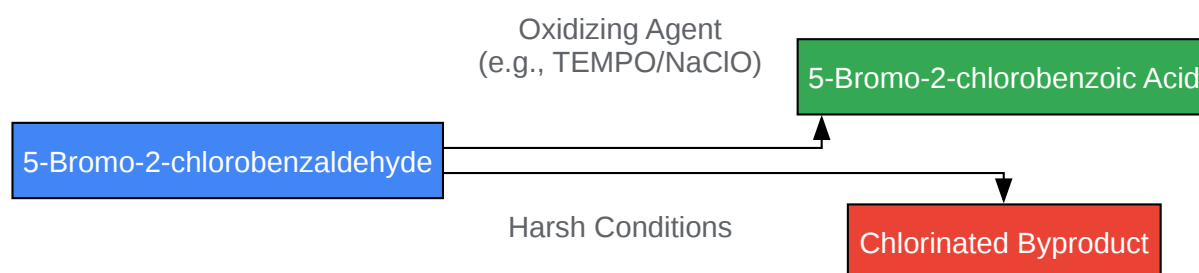 Oxidizing Agent
(e.g., TEMPO/NaClO)
5-Bromo-2-chlorobenzoic Acid
5-Bromo-2-chlorobenzaldehyde
Harsh Conditions
Chlorinated Byproduct